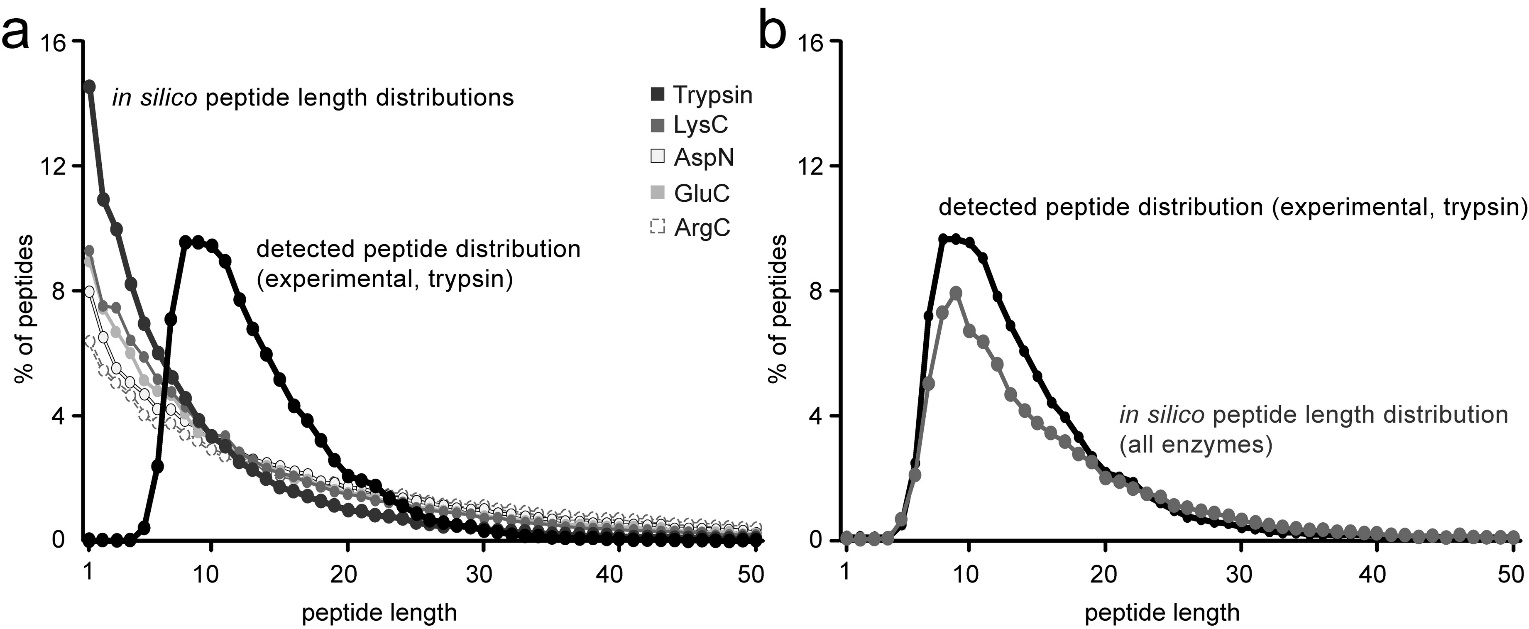 a
16
12
8
4
0
% of peptides
in silico peptide length distributions
detected peptide distribution
(experimental, trypsin)
Trypsin
LysC
AspN
GluC
ArgC
1 10 20 30 40 50
peptide length
b
16
12
8
4
0
% of peptides
detected peptide distribution (experimental, trypsin)
in silico peptide length distribution
(all enzymes)
1 10 20 30 40 50
peptide length